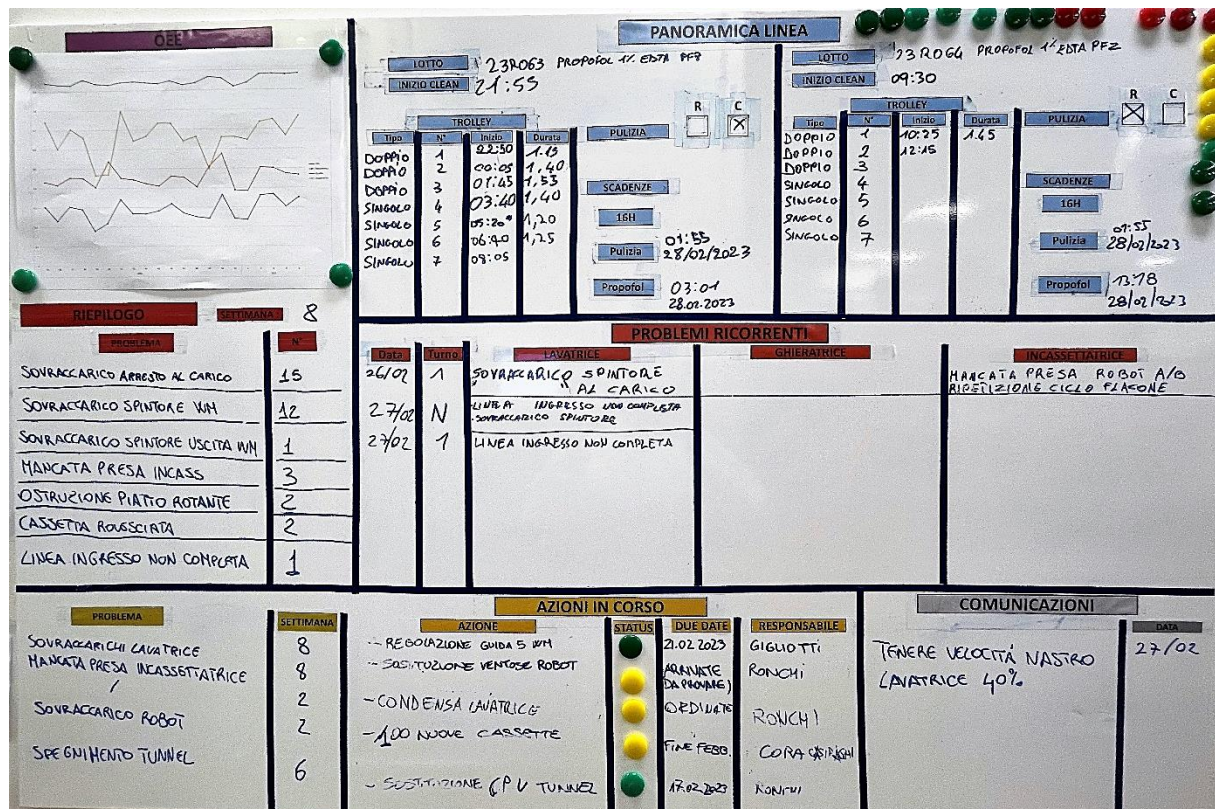 OEE
RIEPILOGO
SETTIMANA 8
PROBLEMA N°
SOVRACCARICO ARRESTO AL CARICO 15
SOVRACCARICO SPINTORE WM 12
SOVRACCARICO SPINTORE USCITA WM 1
MANCATA PRESA INCASS 3
OSTRUZIONE PIATTO ROTANTE 2
CASSETTA ROVESCIATA 2
LINEA INGRESSO NON COMPLETA 1
PANORAMICA LINEA
LOTTO 23R063 PROPOFOL 1% EDTA
INIZIO CLEAN 21:55
TROLLEY
Tipo N° Inizio Durata
DOPPIO 1 22:50 1.15
DOPPIO 2 00:05 1,40
DOPPIO 3 01:45 1,53
SINGOLO 4 03:40 1,40
SINGOLO 5 05:20 1,20
SINGOLO 6 06:40 1,25
SINGOLO 7 08:05
PULIZIA R C
SCADENZE
16H
Pulizia 01:55
28/02/2023
Propofol 03:01
28.02.2023
LOTTO 23R064 PROPOFOL 1% EDTA PFZ
INIZIO CLEAN 09:30
TROLLEY
Tipo N° Inizio Durata
DOPPIO 1 10:25 1.45
DOPPIO 2 12:15
DOPPIO 3
SINGOLO 4
SINGOLO 5
SINGOLO 6
SINGOLO 7
PULIZIA R C
SCADENZE
16H
Pulizia 01:55
28/02/2023
Propofol
28/02/2023
PROBLEMI RICORRENTI
Data Turno LAVATRICE GHIERATRICE INCASSETTATRICE
26/02 1 SOVRACCARICO SPINTORE
" " AL CARICO
MANCATA PRESA ROBOT A/B
RIPETIZIONE CICLO FLACONE
27/02 N -LINEA INGRESSO NON COMPLETA
-SOVRACCARICO SPINTORE
27/02 1 LINEA INGRESSO NON COMPLETA
AZIONI IN CORSO
PROBLEMA SETTIMANA AZIONE STATUS DUE DATE RESPONSABILE
SOVRACCARICHI LAVATRICE 8 - REGOLAZIONE GUIDA 5 WM 21.02.2023 GIGLIOTTI
MANCATA PRESA INCASSETTATRICE 8 - SOSTITUZIONE VENTOSE ROBOT ARRIVATE RONCHI
DA PROVARE)
/ 2 - CONDENSA LAVATRICE ORDINATE RONCHI
SOVRACCARICO ROBOT 2 - 100 NUOVE CASSETTE FINE FEBB. CORA
SPEGNIMENTO TUNNEL 6 - SOSTITUZIONE CPU TUNNEL 17.02.2023 RONCHI
COMUNICAZIONI
DATA
TENERE VELOCITÀ NASTRO 27/02
LAVATRICE 40%